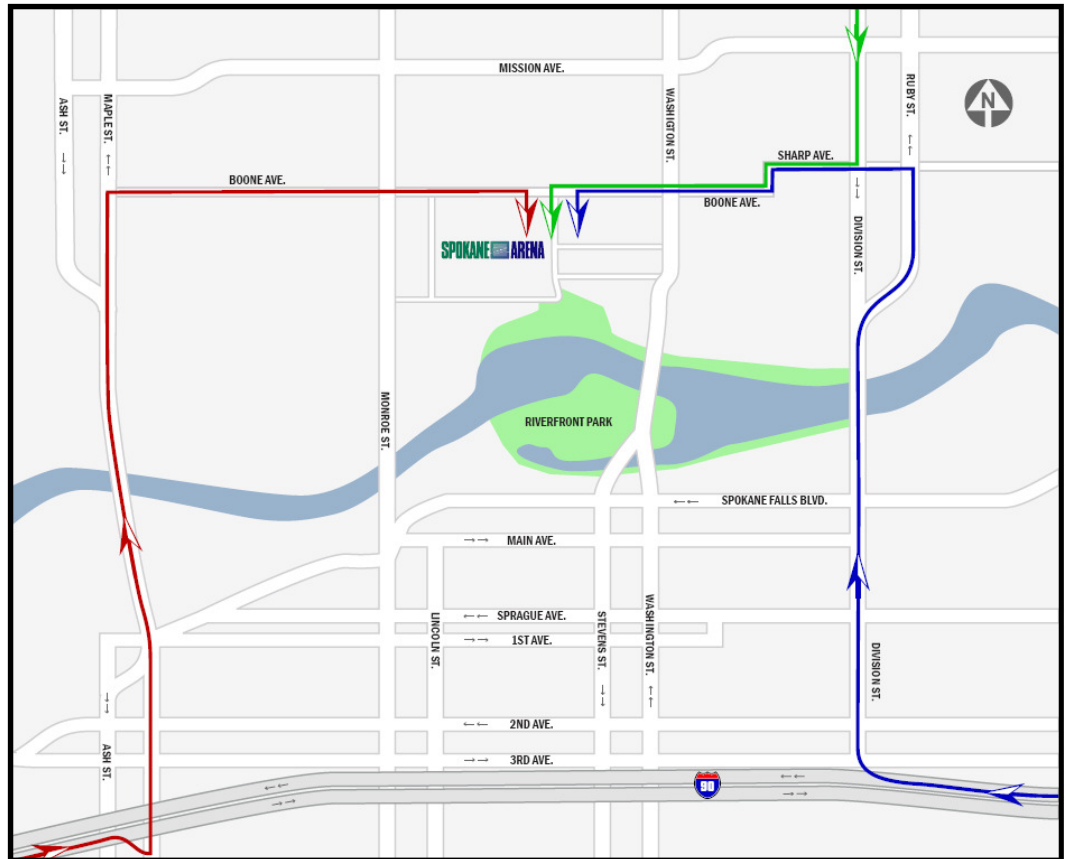 MISSION AVE.
ASH ST.
MAPLE ST.
WASHIGTON ST.
RUBY ST.
N
SHARP AVE.
BOONE AVE.
BOONE AVE.
SPOKANE ARENA
DIVISION ST.
MONROE ST.
RIVERFRONT PARK
SPOKANE FALLS BLVD.
MAIN AVE.
SPRAGUE AVE.
1ST AVE.
LINCOLN ST.
STEVENS ST.
WASHINGTON ST.
DIVISION ST.
2ND AVE.
ASH ST.
3RD AVE.
90